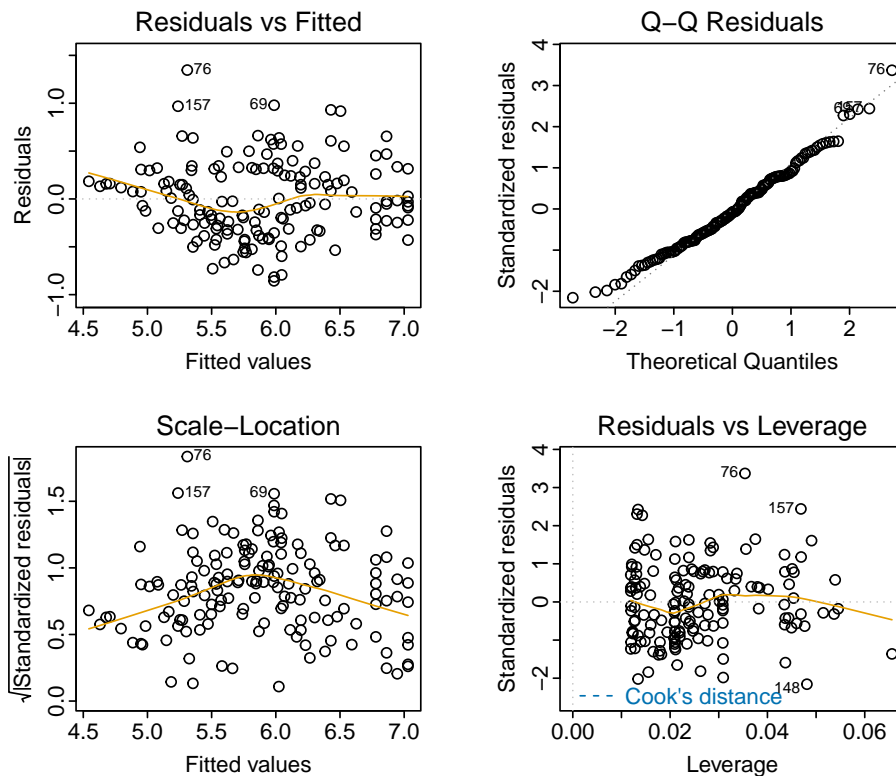 Residuals vs Fitted
Residuals
1.0
0.0
−1.0
76
157
69
4.5 5.0 5.5 6.0 6.5 7.0
Fitted values
Q−Q Residuals
Standardized residuals
4
3
2
1
0
−2
76
157
−2 −1 0 1 2
Theoretical Quantiles
Scale−Location
√|Standardized residuals|
1.5
1.0
0.5
0.0
76
157
69
4.5 5.0 5.5 6.0 6.5 7.0
Fitted values
Residuals vs Leverage
Standardized residuals
4
3
2
1
0
−2
76
157
148
Cook's distance
0.00 0.02 0.04 0.06
Leverage